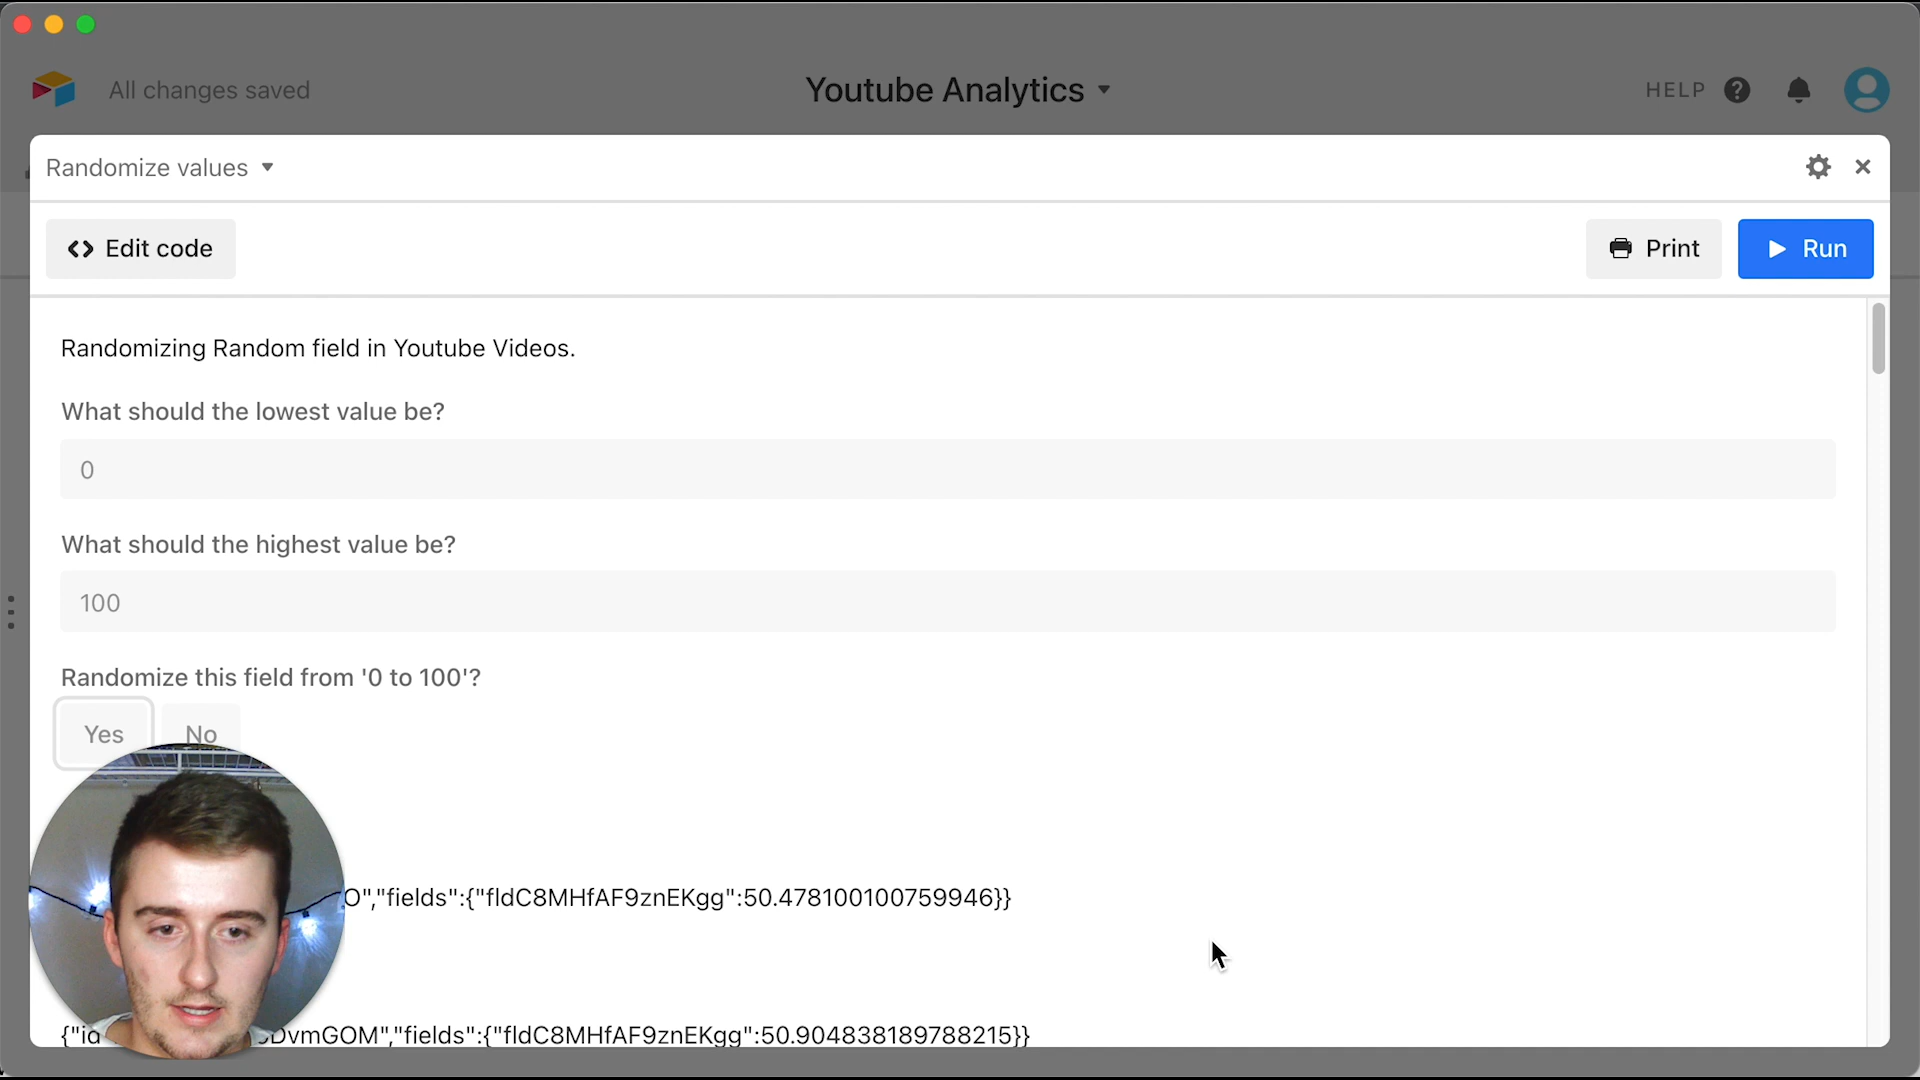 All changes saved
Youtube Analytics
HELP
Randomize values
Edit code
Print
Run
Randomizing Random field in Youtube Videos.
What should the lowest value be?
0
What should the highest value be?
100
Randomize this field from '0 to 100'?
Yes No
","fields":{"fldC8MHfAF9znEKgg":50.478100100759946}}
{"id DvmGOM","fields":{"fldC8MHfAF9znEKgg":50.904838189788215}}